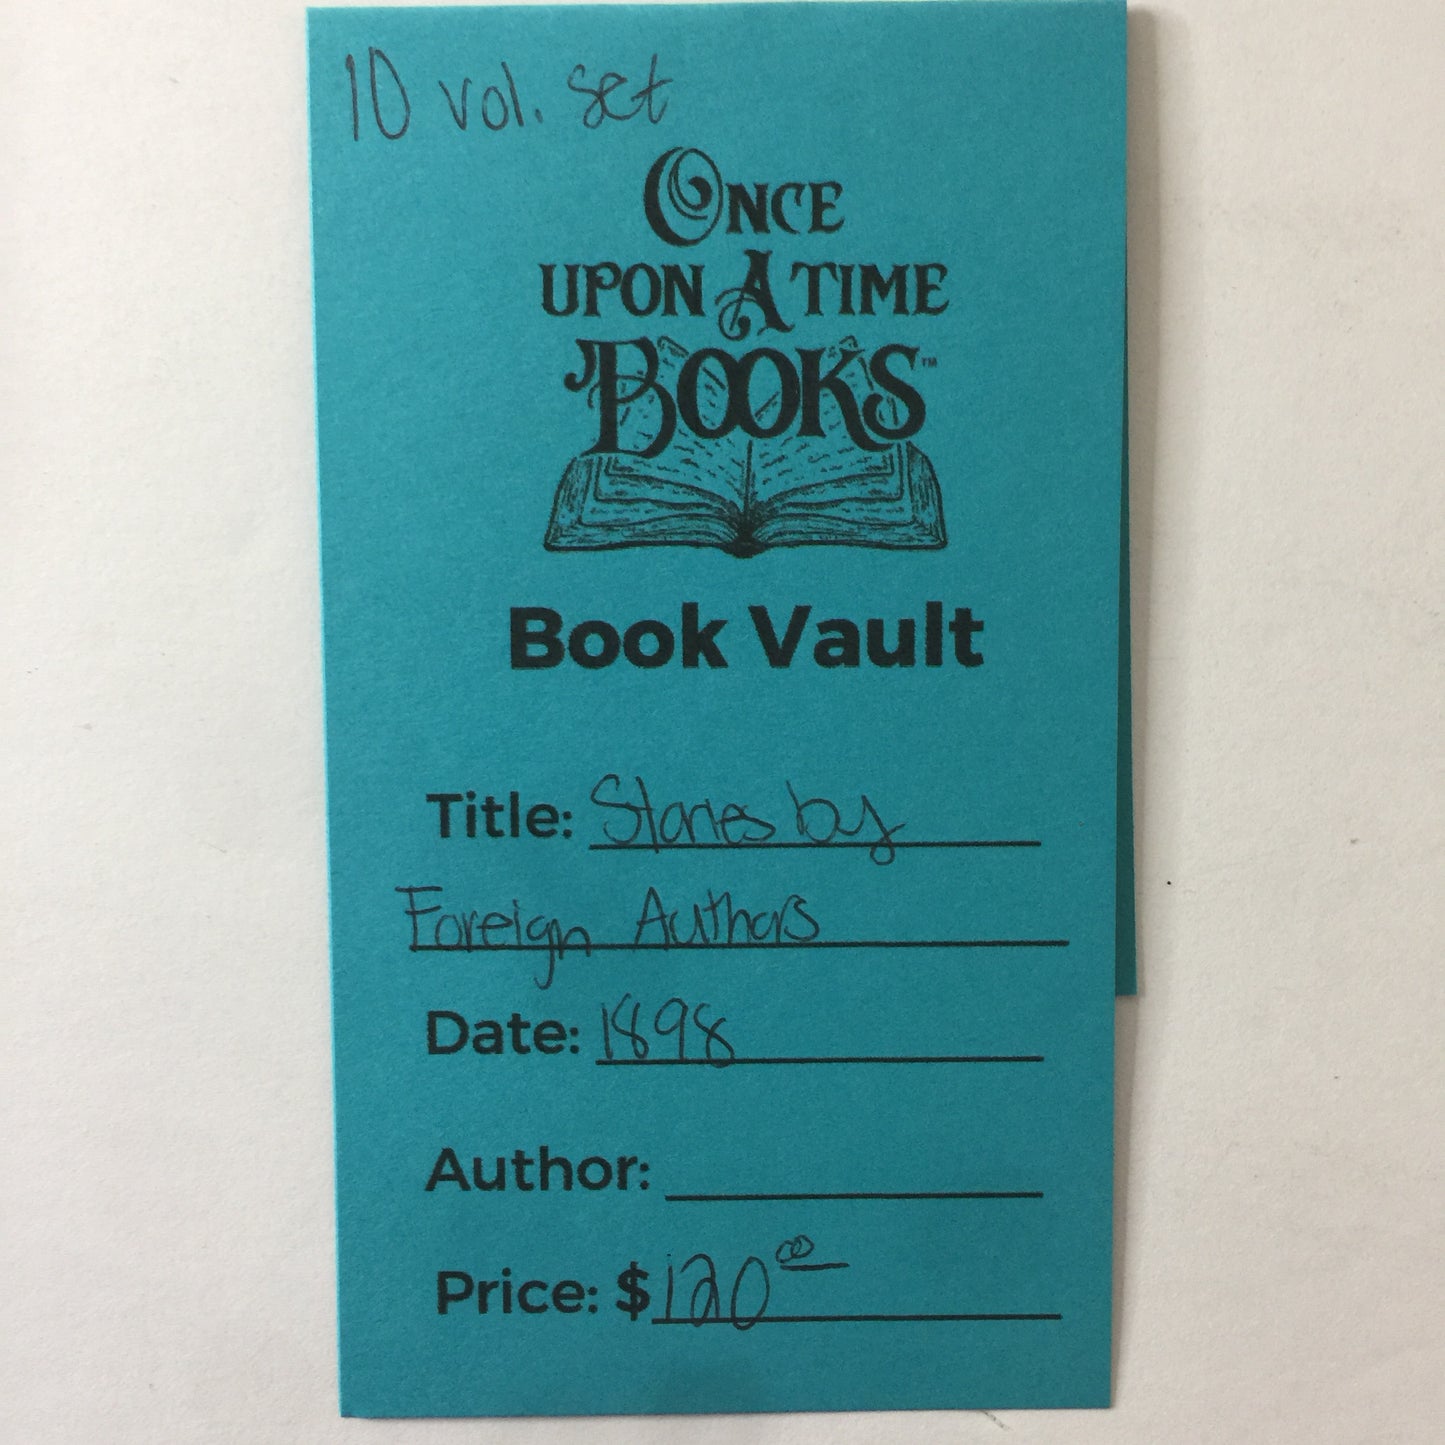 10 vol. set
ONCE
UPON A TIME
BOOKS™
Book Vault
Title: Stories by
Foreign Authors
Date: 1898
Author:
Price: $120.00